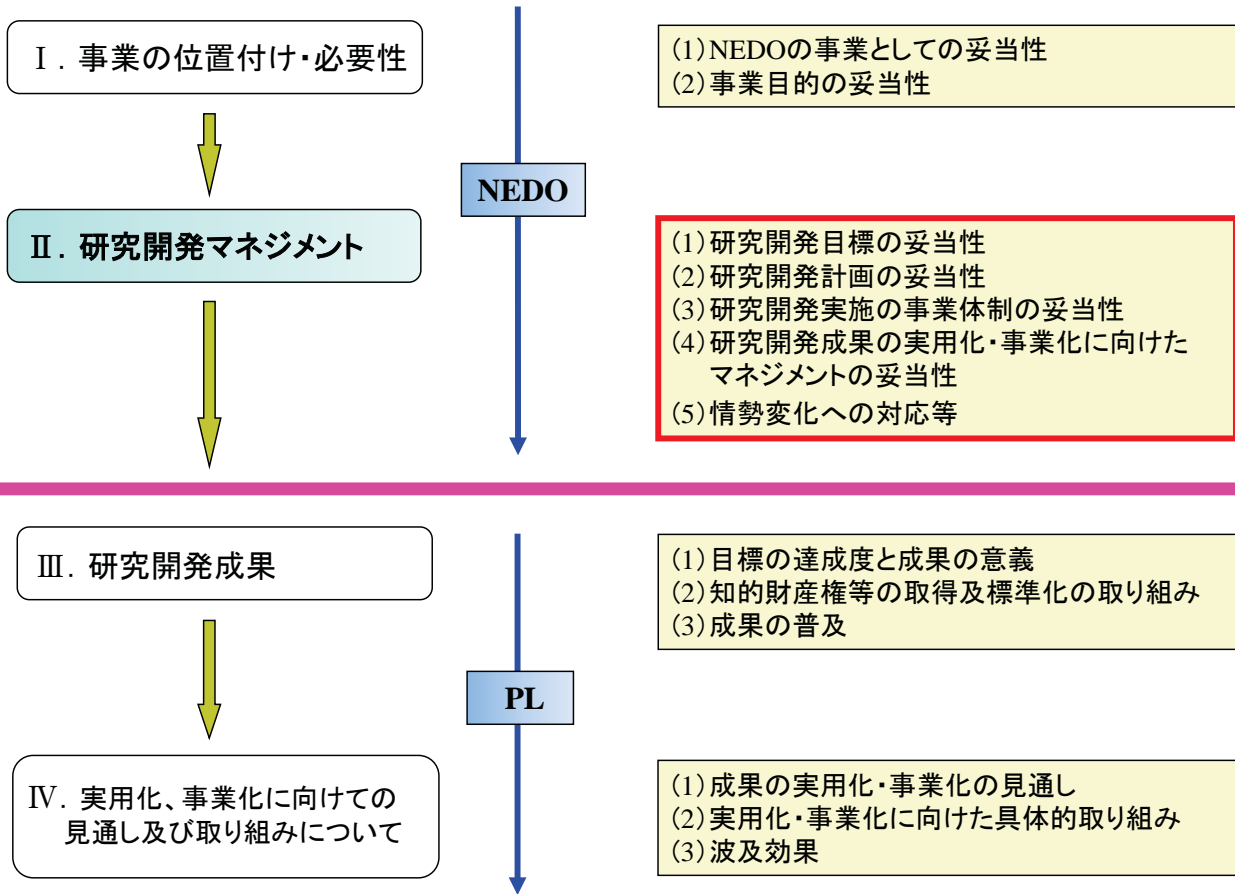 Ⅰ. 事業の位置付け・必要性
(1)NEDOの事業としての妥当性
(2)事業目的の妥当性
NEDO
Ⅱ. 研究開発マネジメント
(1)研究開発目標の妥当性
(2)研究開発計画の妥当性
(3)研究開発実施の事業体制の妥当性
(4)研究開発成果の実用化・事業化に向けた
マネジメントの妥当性
(5)情勢変化への対応等
Ⅲ. 研究開発成果
(1)目標の達成度と成果の意義
(2)知的財産権等の取得及標準化の取り組み
(3)成果の普及
PL
Ⅳ. 実用化、事業化に向けての
見通し及び取り組みについて
(1)成果の実用化・事業化の見通し
(2)実用化・事業化に向けた具体的取り組み
(3)波及効果